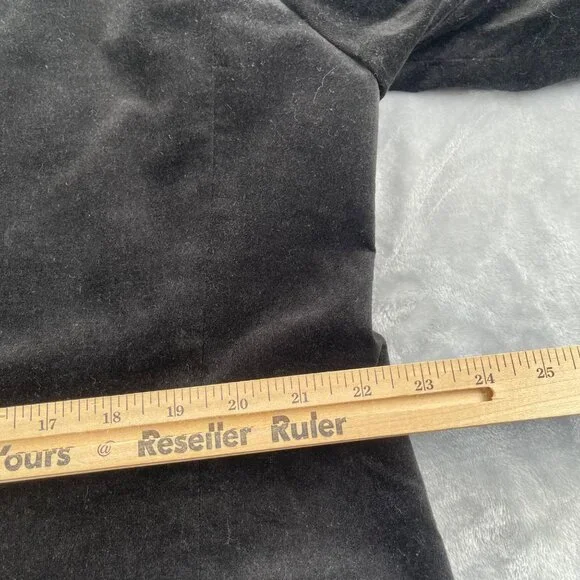 17 18 19 20 21 22 23 24 25
Yours @ Reseller Ruler